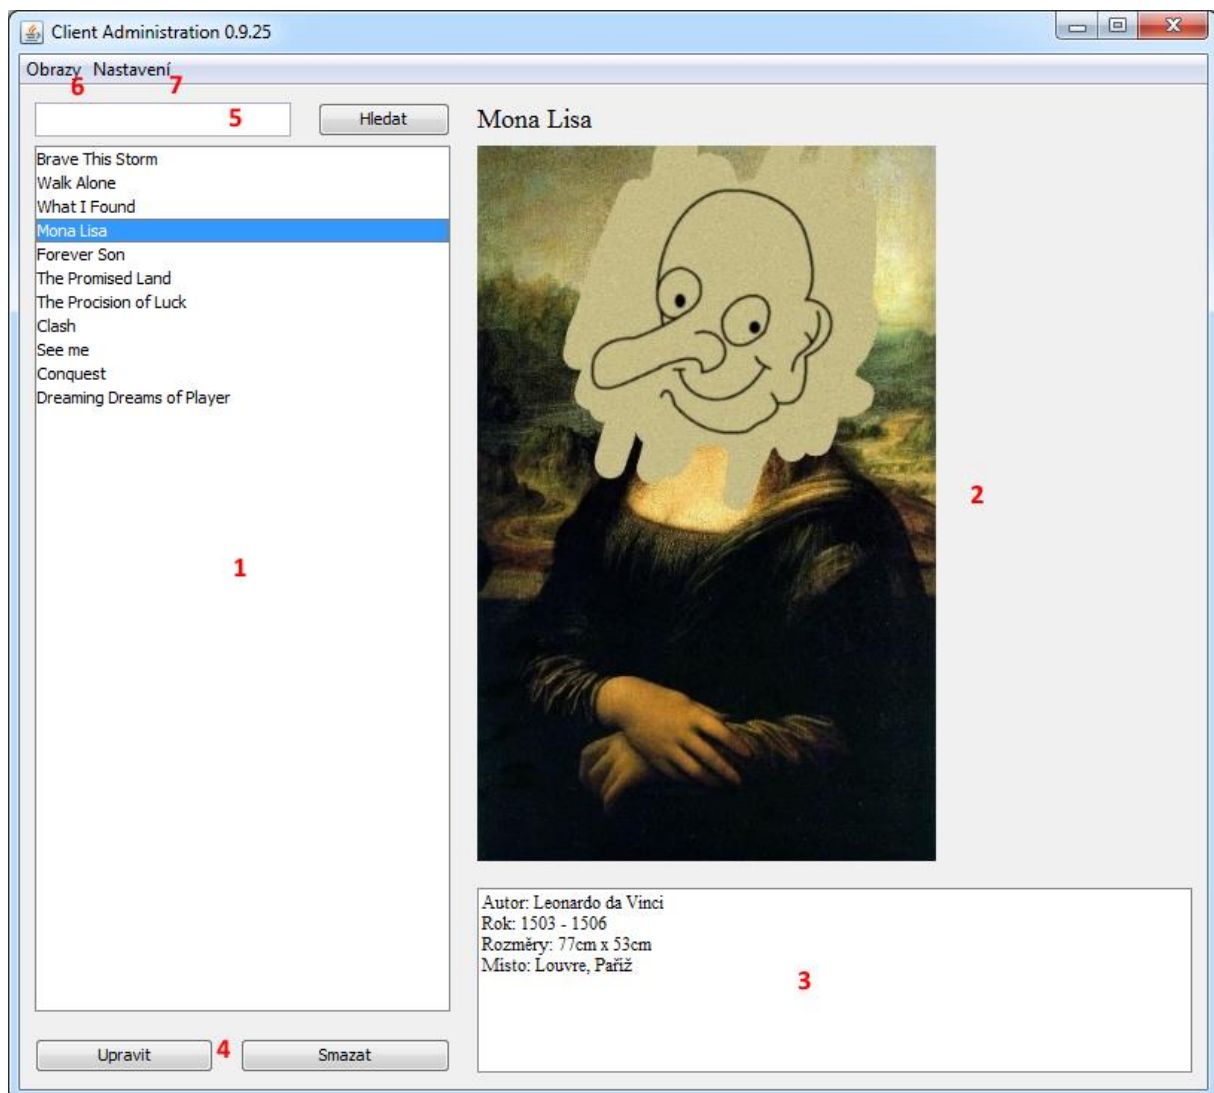 Client Administration 0.9.25
Obrazy Nastavení
6 7
5 Hledat
Mona Lisa
Brave This Storm
Walk Alone
What I Found
Mona Lisa
Forever Son
The Promised Land
The Procision of Luck
Clash
See me
Conquest
Dreaming Dreams of Player
1
2
Autor: Leonardo da Vinci
Rok: 1503 - 1506
Rozměry: 77cm x 53cm
Místo: Louvre, Paříž
3
Upravit 4 Smazat